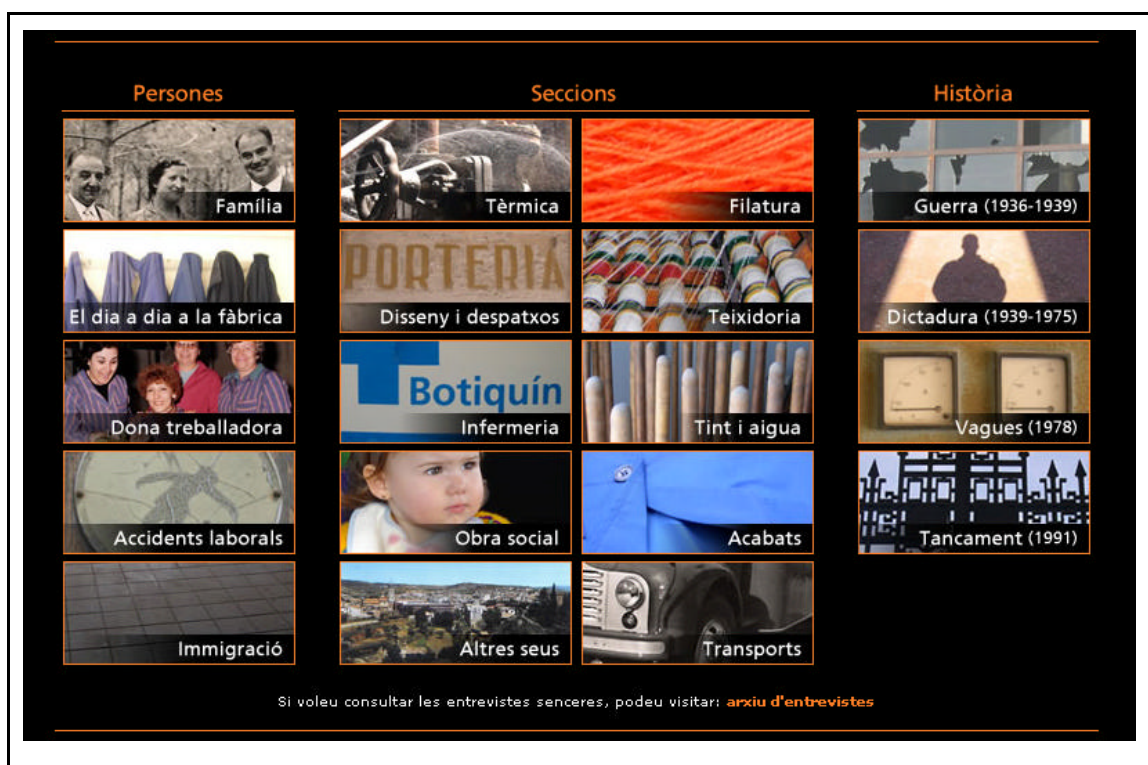 Persones
Seccions
Història
Família
Tèrmica
Filatura
Guerra (1936-1939)
El dia a dia a la fàbrica
PORTERIA
Disseny i despatxos
Teixidoria
Dictadura (1939-1975)
Dona treballadora
Botiquín
Infermeria
Tint i aigua
Vagues (1978)
Accidents laborals
Obra social
Acabats
Tancament (1991)
Immigració
Altres seus
Transports
Si voleu consultar les entrevistes senceres, podeu visitar: arxiu d'entrevistes